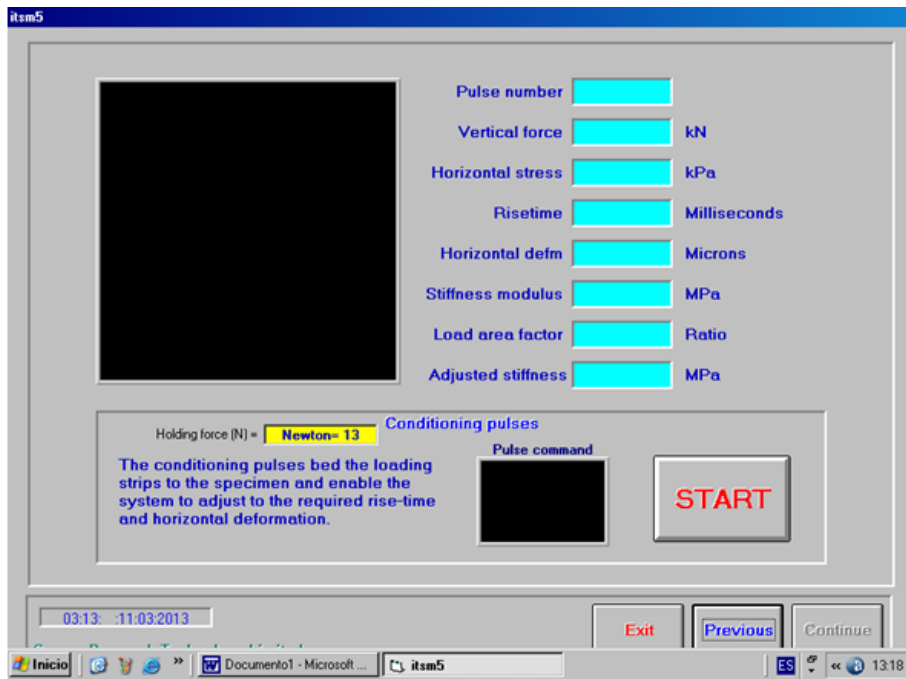 itsm5
Pulse number
Vertical force kN
Horizontal stress kPa
Risetime Milliseconds
Horizontal defm Microns
Stiffness modulus MPa
Load area factor Ratio
Adjusted stiffness MPa
Conditioning pulses
Holding force (N) = Newton= 13
Pulse command
The conditioning pulses bed the loading
strips to the specimen and enable the
system to adjust to the required rise-time
and horizontal deformation.
START
03:13: :11:03:2013
Exit Previous Continue
Inicio » Documento1 - Microsoft ... itsm5 ES « 13:18